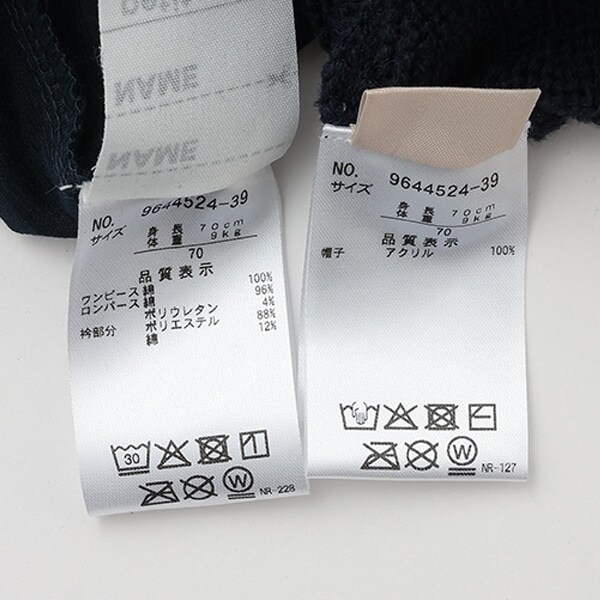 Petit
NAME
NAME
NO. 9644524-39
サイズ
身 長 70cm
体 重 9kg
70
品質表示
ワンピース 綿 100%
ロンパース 綿 96%
ポリウレタン 4%
衿部分 ポリエステル 88%
綿 12%
30
W
NR-228
NO. 9644524-39
サイズ
身 長 70cm
体 重 9kg
70
品質表示
帽子 アクリル 100%
W
NR-127